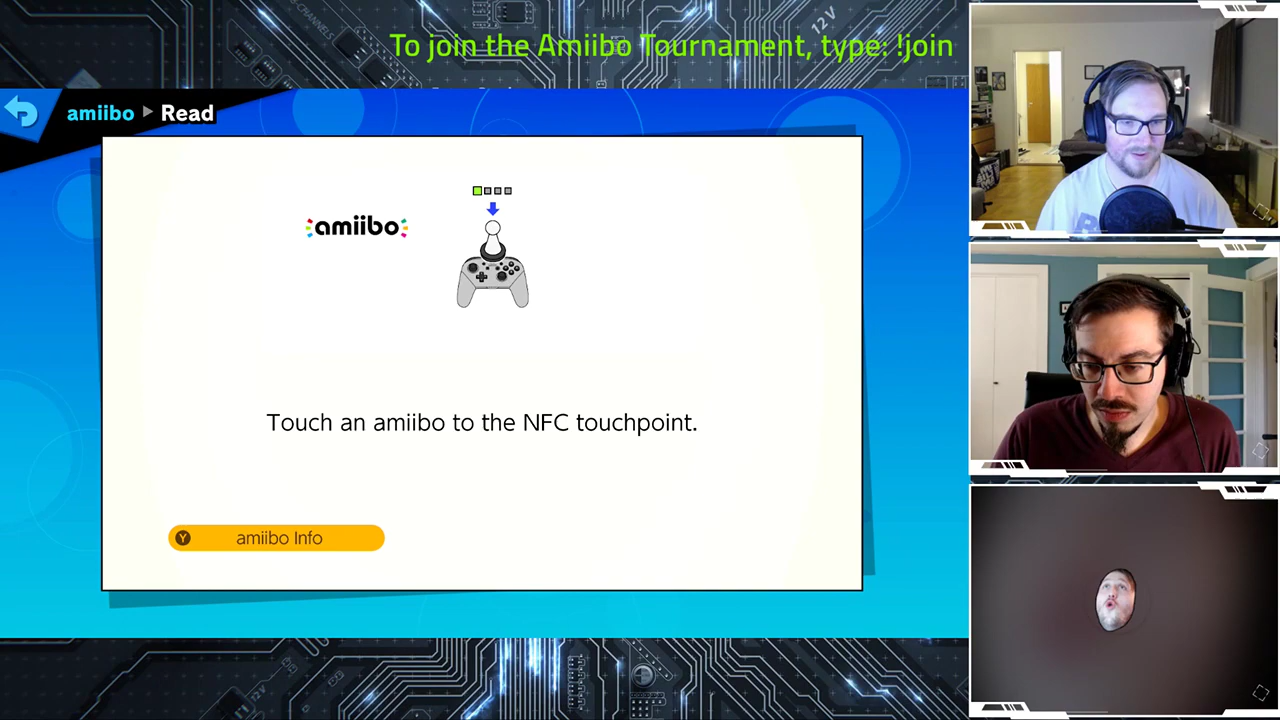 To join the Amiibo Tournament, type: !join
amiibo Read
amiibo
Touch an amiibo to the NFC touchpoint.
Y amiibo Info
12V